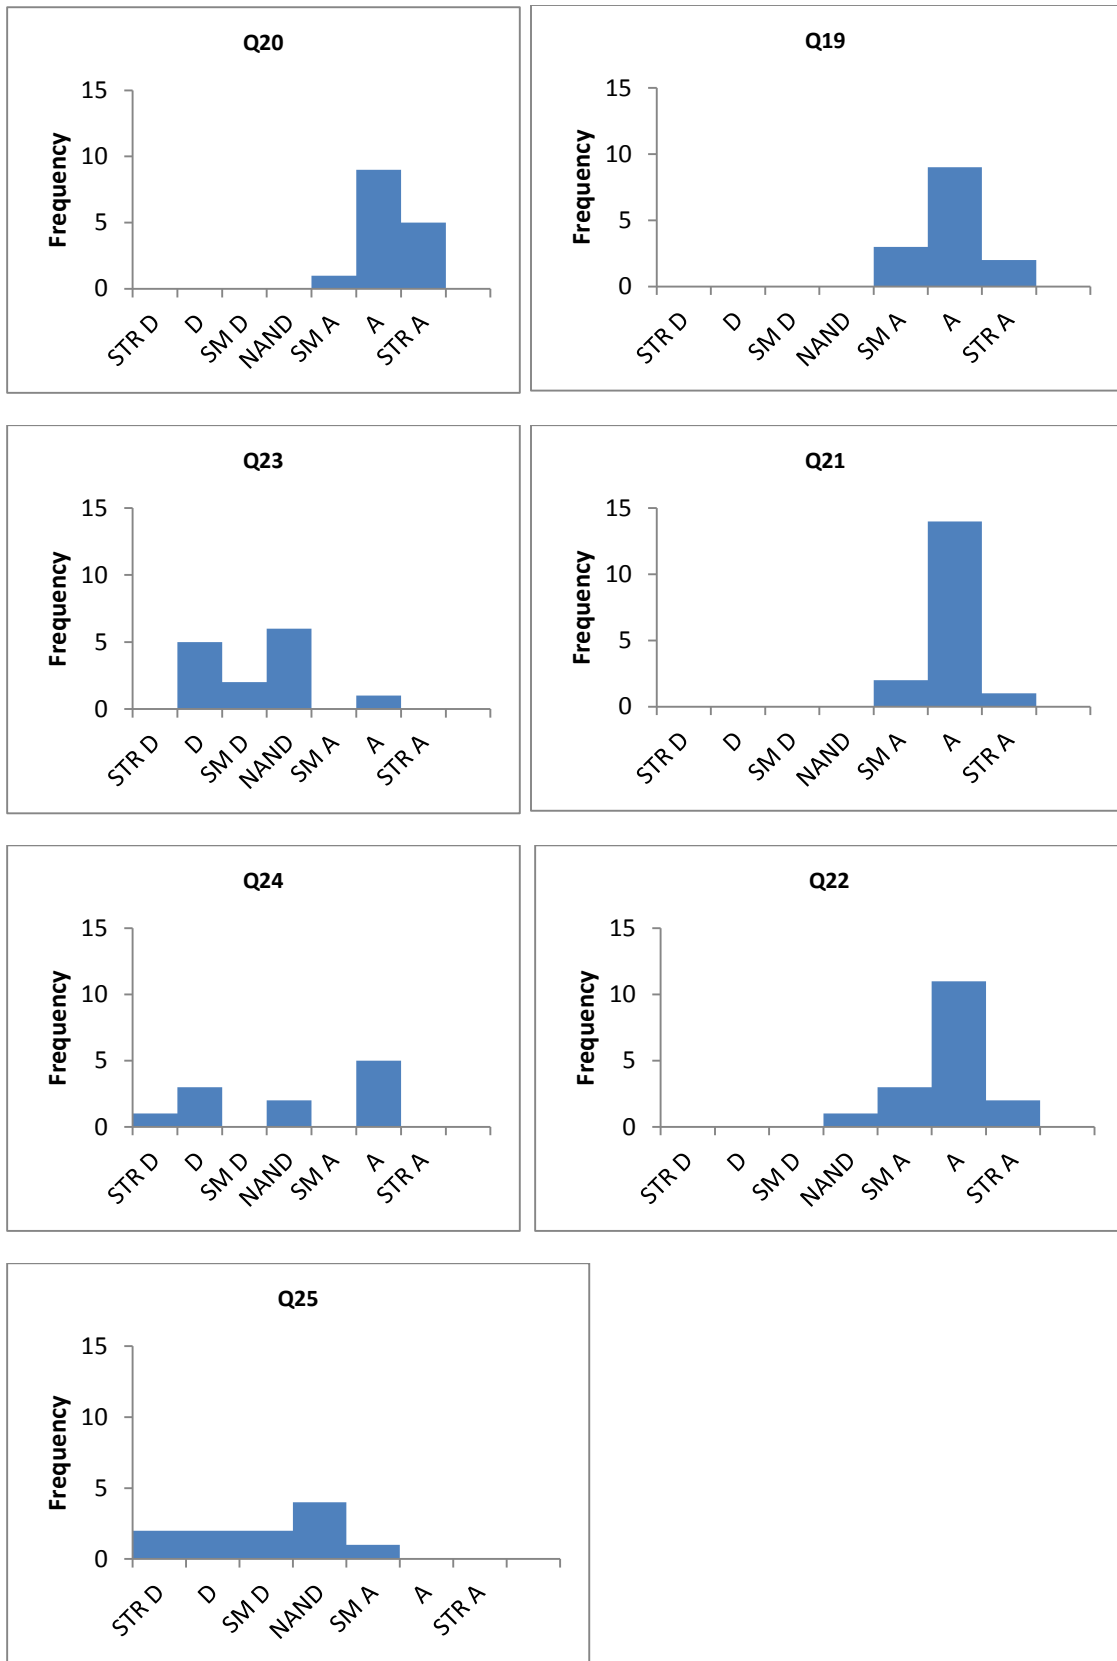 Q20
15
10
5
0
Frequency
STR D
D
SM D
NAND
SM A
A
STR A
Q19
15
10
5
0
Frequency
STR D
D
SM D
NAND
SM A
A
STR A
Q23
15
10
5
0
Frequency
STR D
D
SM D
NAND
SM A
A
STR A
Q21
15
10
5
0
Frequency
STR D
D
SM D
NAND
SM A
A
STR A
Q24
15
10
5
0
Frequency
STR D
D
SM D
NAND
SM A
A
STR A
Q22
15
10
5
0
Frequency
STR D
D
SM D
NAND
SM A
A
STR A
Q25
15
10
5
0
Frequency
STR D
D
SM D
NAND
SM A
A
STR A